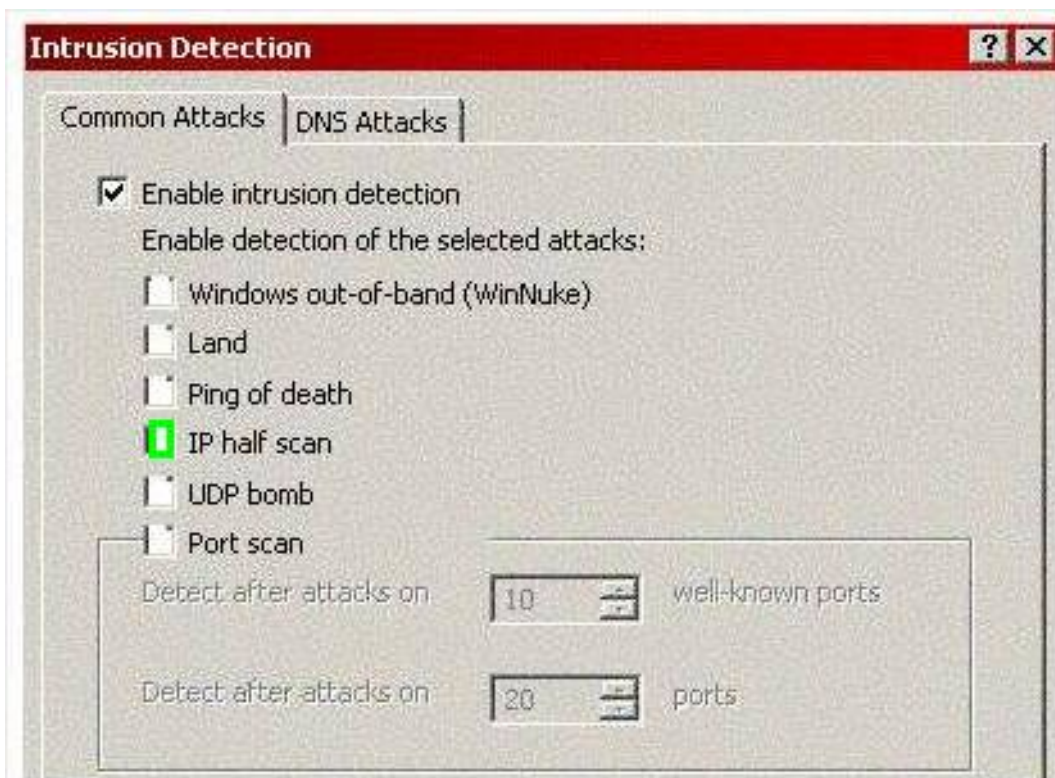 Intrusion Detection
Common Attacks
DNS Attacks
Enable intrusion detection
Enable detection of the selected attacks:
Windows out-of-band (WinNuke)
Land
Ping of death
IP half scan
UDP bomb
Port scan
Detect after attacks on 10 well-known ports
Detect after attacks on 20 ports